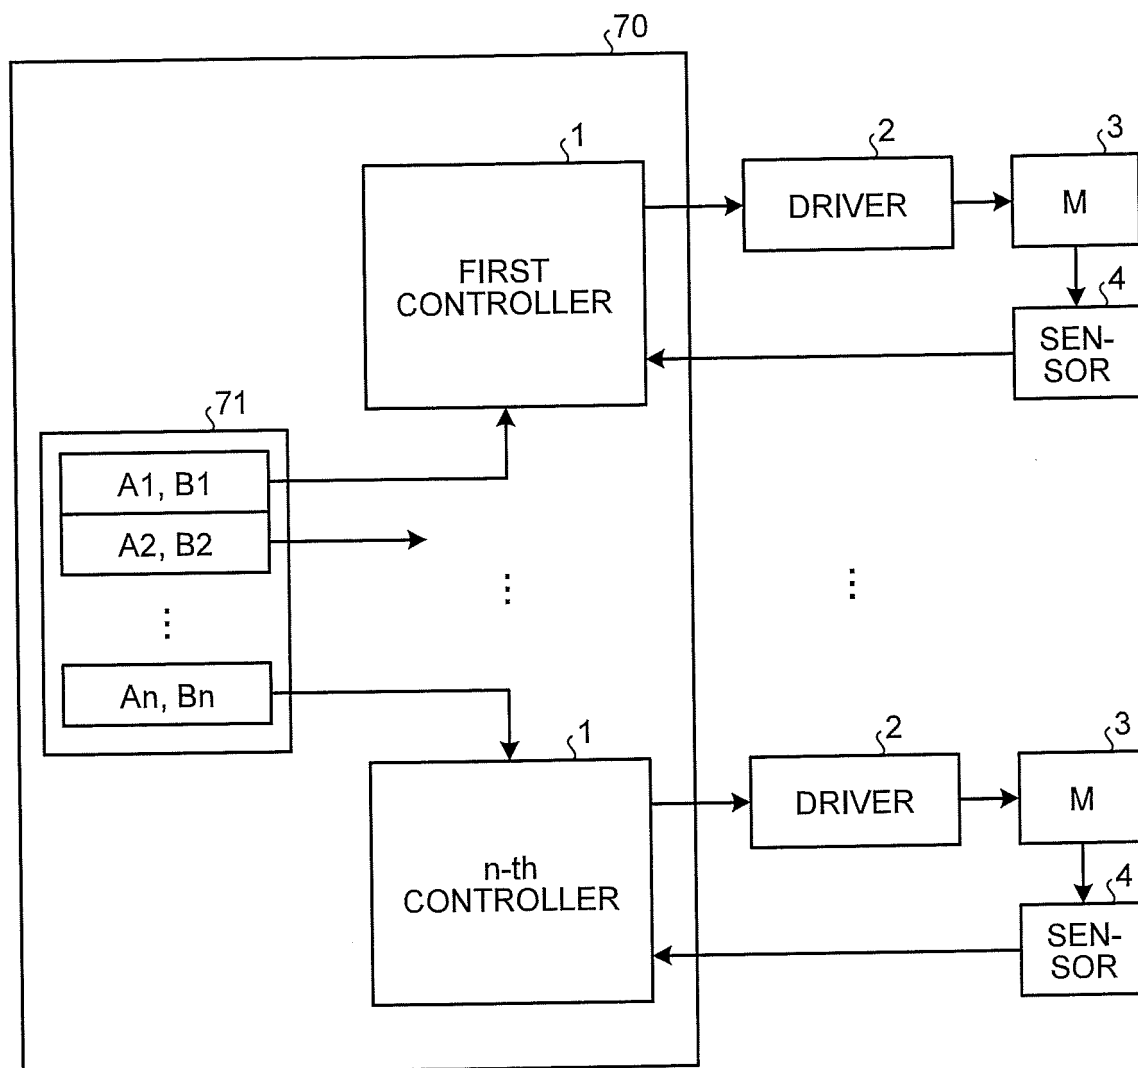 70
1
2
3
DRIVER
M
FIRST
CONTROLLER
4
SEN-
SOR
71
A1, B1
A2, B2
⋮
⋮
⋮
An, Bn
1
2
3
DRIVER
M
n-th
CONTROLLER
4
SEN-
SOR